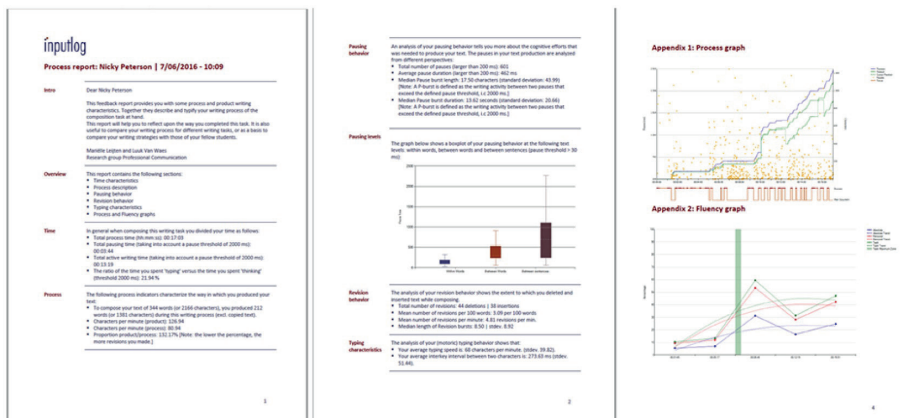 inputlog
Process report: Nicky Peterson | 7/06/2016 - 10:09
Intro
Dear Nicky Peterson
This feedback report provides you with some process and product writing
characteristics. Together they describe and typify your writing process of the
composition task at hand.
This report will help you to reflect upon the way you completed this task. It is also
useful to compare your writing process for different writing tasks, or as a basis to
compare your writing strategies with those of your fellow students.
Mariëlle Leijten and Luuk Van Waes
Research group Professional Communication
Overview
This report contains the following sections:
• Time characteristics
• Process description
• Pausing behavior
• Revision behavior
• Typing characteristics
• Process and Fluency graphs
Time
In general when composing this writing task you divided your time as follows:
• Total process time (hh:mm:ss): 00:17:03
• Total pausing time (taking into account a pause threshold of 2000 ms):
00:03:44
• Total active writing time (taking into account a pause threshold of 2000 ms):
00:13:19
• The ratio of the time you spent 'typing' versus the time you spent 'thinking'
(threshold 2000 ms): 21.94 %
Process
The following process indicators characterize the way in which you produced your
text
• To compose your text of 344 words (or 2166 characters), you produced 212
words (or 1381 characters) during this writing process (excl. copied text).
• Characters per minute (product): 126.94
• Characters per minute (process): 80.94
• Proportion product/process: 132.17% [Note: the lower the percentage, the
more revisions you made.]
Pausing
behavior
An analysis of your pausing behavior tells you more about the cognitive efforts that
was needed to produce your text. The pauses in your text production are analyzed
from different perspectives:
• Total number of pauses (larger than 200 ms): 601
• Average pause duration (larger than 200 ms): 462 ms
• Median Pause burst length: 17.50 characters (standard deviation: 43.99)
[Note: A P-burst is defined as the writing activity between two pauses that
exceed the defined pause threshold, i.c 2000 ms.]
• Median Pause burst duration: 13.62 seconds (standard deviation: 20.68)
[Note: A P-burst is defined as the writing activity between two pauses that
exceed the defined pause threshold, i.c 2000 ms.]
Pausing levels
The graph below shows a boxplot of your pausing behavior at the following text
levels: within words, between words and between sentences (pause threshold > 30
ms):
Pause Time
2500
2000
1500
1000
500
0
Within Words
Between Words
Between sentences
Revision
behavior
The analysis of your revision behavior shows the extent to which you deleted and
inserted text while composing:
• Total number of revisions: 44 deletions | 38 insertions
• Mean number of revisions per 100 words: 3.09 per 100 words
• Mean number of revisions per minute: 4.81 revisions per min.
• Median length of Revision bursts: 8.50 | stdev. 8.92
Typing
characteristics
The analysis of your (motoric) typing behavior shows that:
• Your average typing speed is: 68 characters per minute. (stdev. 39.82).
• Your average interkey interval between two characters is: 273.63 ms (stdev.
51.44).
2
Appendix 1: Process graph
Appendix 2: Fluency graph
4